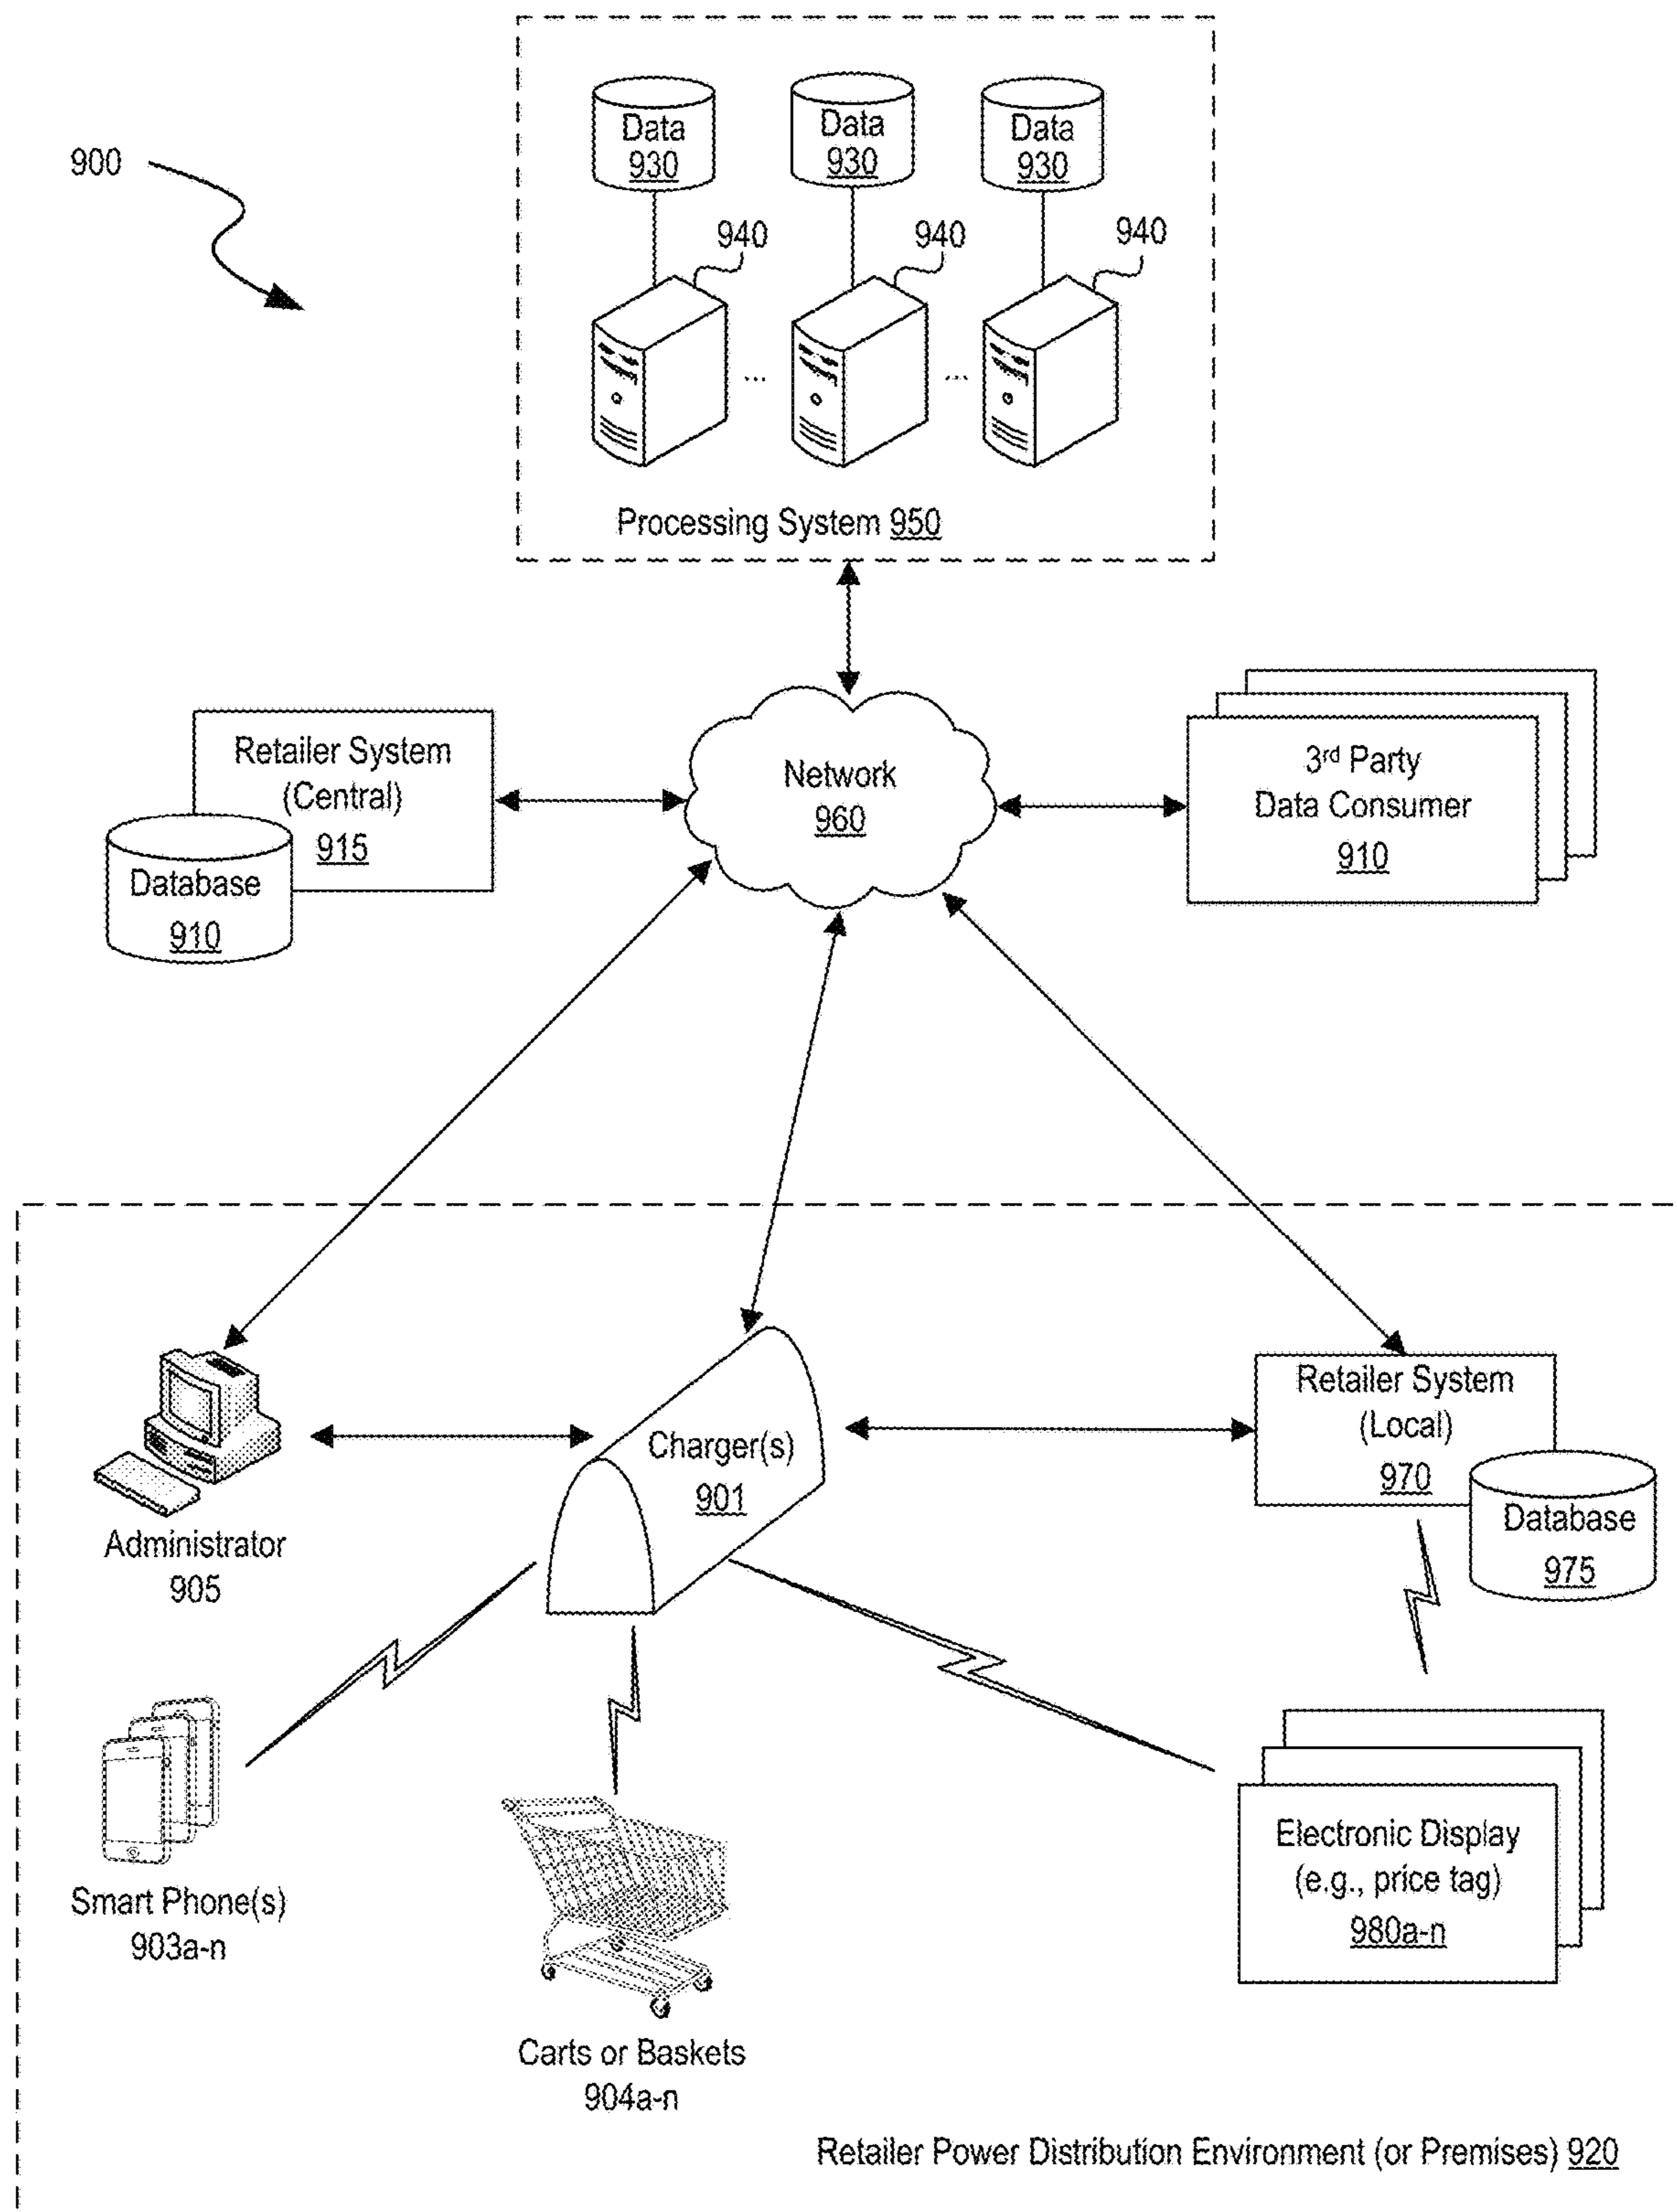 900
Data
930
Data
930
Data
930
940
940
940
...
...
Processing System 950
Retailer System
(Central)
915
Database
910
Network
960
3rd Party
Data Consumer
910
Administrator
905
Charger(s)
901
Retailer System
(Local)
970
Database
975
Smart Phone(s)
903a-n
Carts or Baskets
904a-n
Electronic Display
(e.g., price tag)
980a-n
Retailer Power Distribution Environment (or Premises) 920